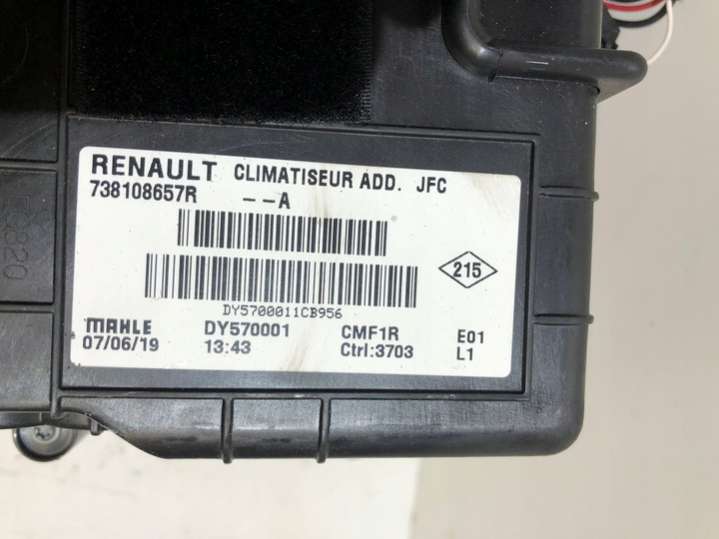 RENAULT CLIMATISEUR ADD. JFC
738108657R --A
215
DY5700011CB956
MAHLE DY570001 CMF1R E01
07/06/19 13:43 Ctrl:3703 L1